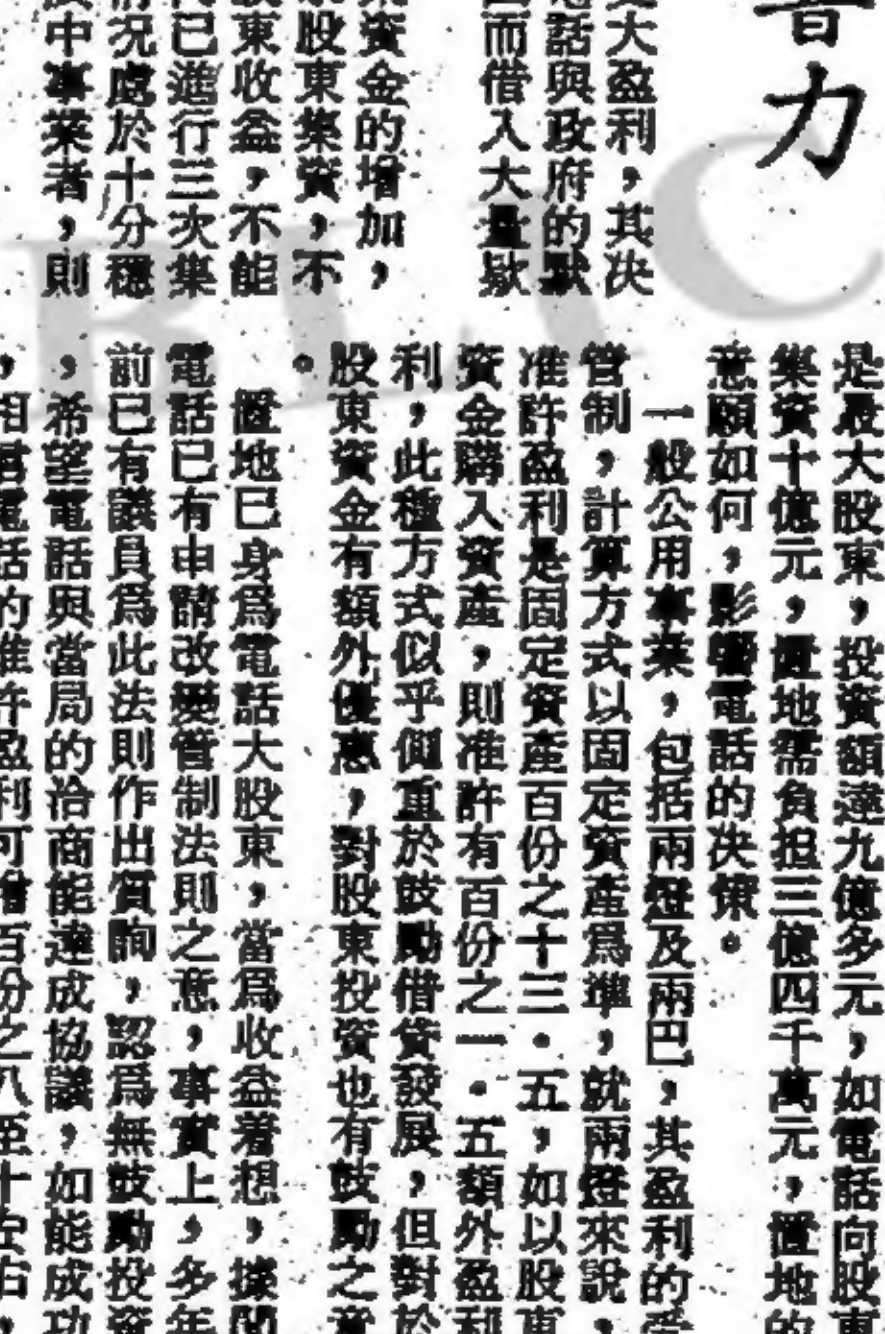 力
更大盈利，其决
話與政府的默
而借入大量欵
資金的增加，
股東集資，不
股東收益，不能
已進行三次集
情况處於十分穩
中事業者，則
是最大股東，投資額達九億多元，如電話向股東
集資十億元，置地需負担三億四千萬元，置地的
意願如何，影響電話的决策。
一般公用事業，包括兩燈及兩巴，其盈利的受
管制，計算方式以固定資產爲準，就兩燈來說，
准許盈利是固定資產百份之十三．五，如以股東
資金購入資產，則准許有百份之一．五額外盈利
利，此種方式似乎側重於鼓勵借貸發展，但對於
股東資金有額外優惠，對股東投資也有鼓勵之意
。
置地已身爲電話大股東，當爲收益着想，據聞
電話已有申請改變管制法則之意，事實上，多年
前已有議員爲此法則作出質詢，認爲無鼓勵投資
，希望電話與當局的洽商能達成協議，如能成功
，相信電話的准許盈利可增百份之八至十左右，
BLAC